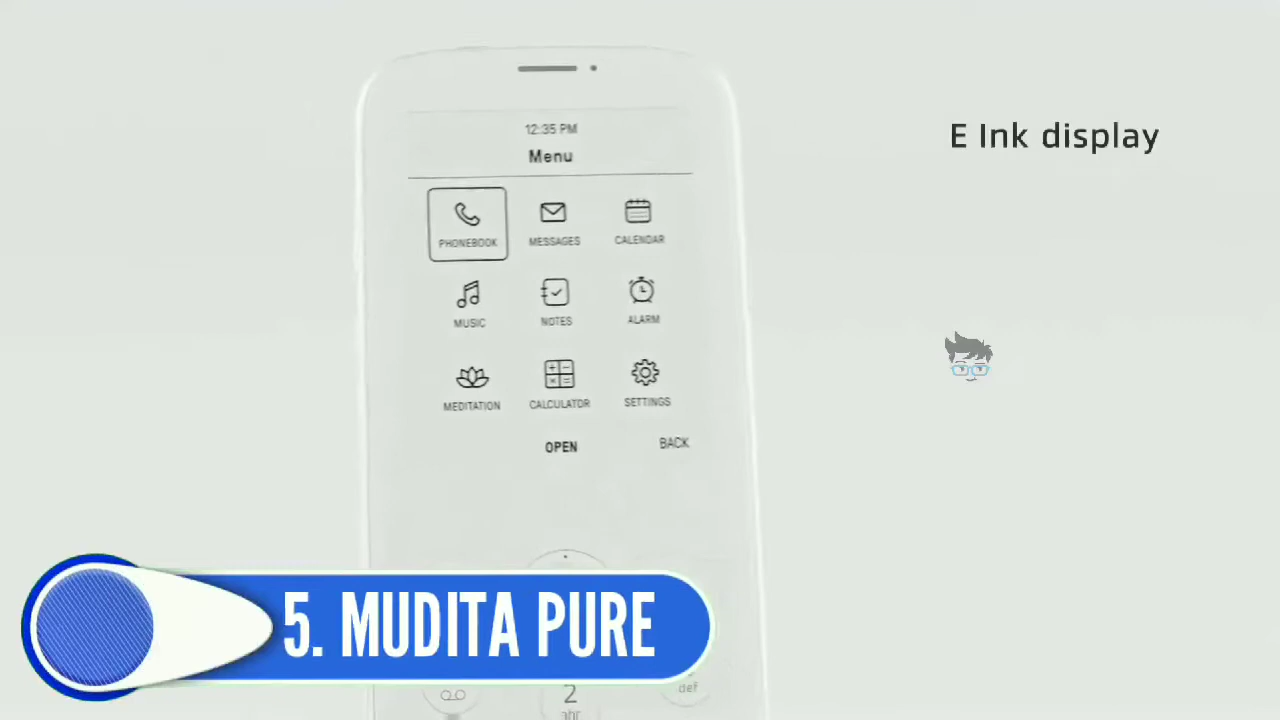 E Ink display
12:35 PM
Menu
PHONEBOOK
MESSAGES
CALENDAR
MUSIC
NOTES
ALARM
MEDITATION
CALCULATOR
SETTINGS
OPEN
BACK
5. MUDITA PURE
2
def